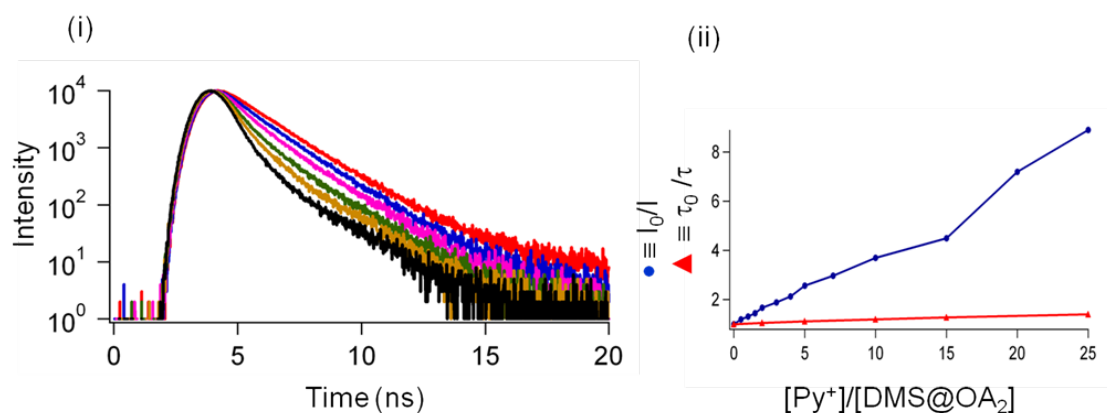 (i)
10⁴
10³
10²
10¹
10⁰
Intensity
0 5 10 15 20
Time (ns)
(ii)
8
6
4
2
● ≡ I₀/I
▲ ≡ τ₀/τ
0 5 10 15 20 25
[Py⁺]/[DMS@OA₂]